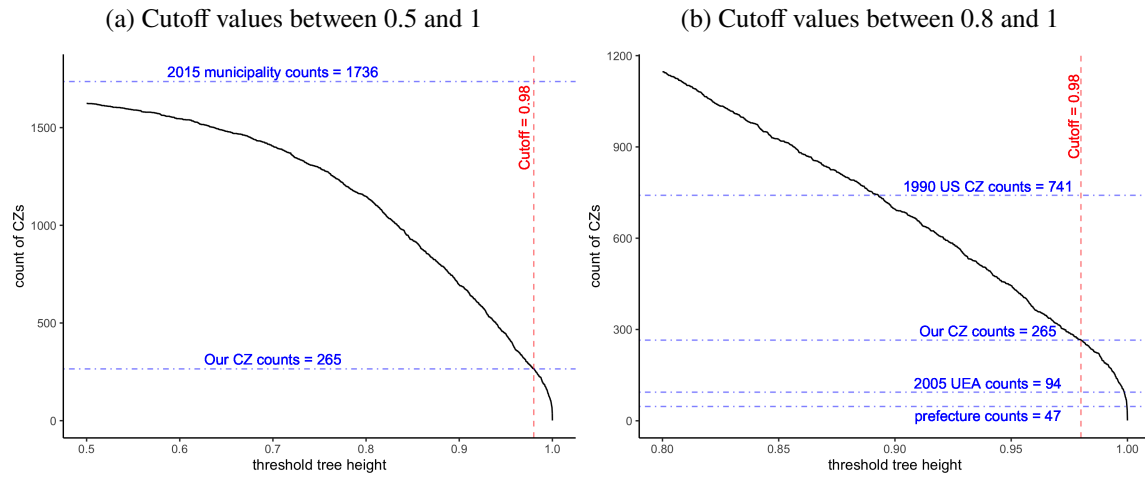 (a) Cutoff values between 0.5 and 1
2015 municipality counts = 1736
Cutoff = 0.98
Our CZ counts = 265
count of CZs
1500
1000
500
0
0.5 0.6 0.7 0.8 0.9 1.0
threshold tree height
(b) Cutoff values between 0.8 and 1
Cutoff = 0.98
1990 US CZ counts = 741
Our CZ counts = 265
2005 UEA counts = 94
prefecture counts = 47
count of CZs
1200
900
600
300
0
0.80 0.85 0.90 0.95 1.00
threshold tree height